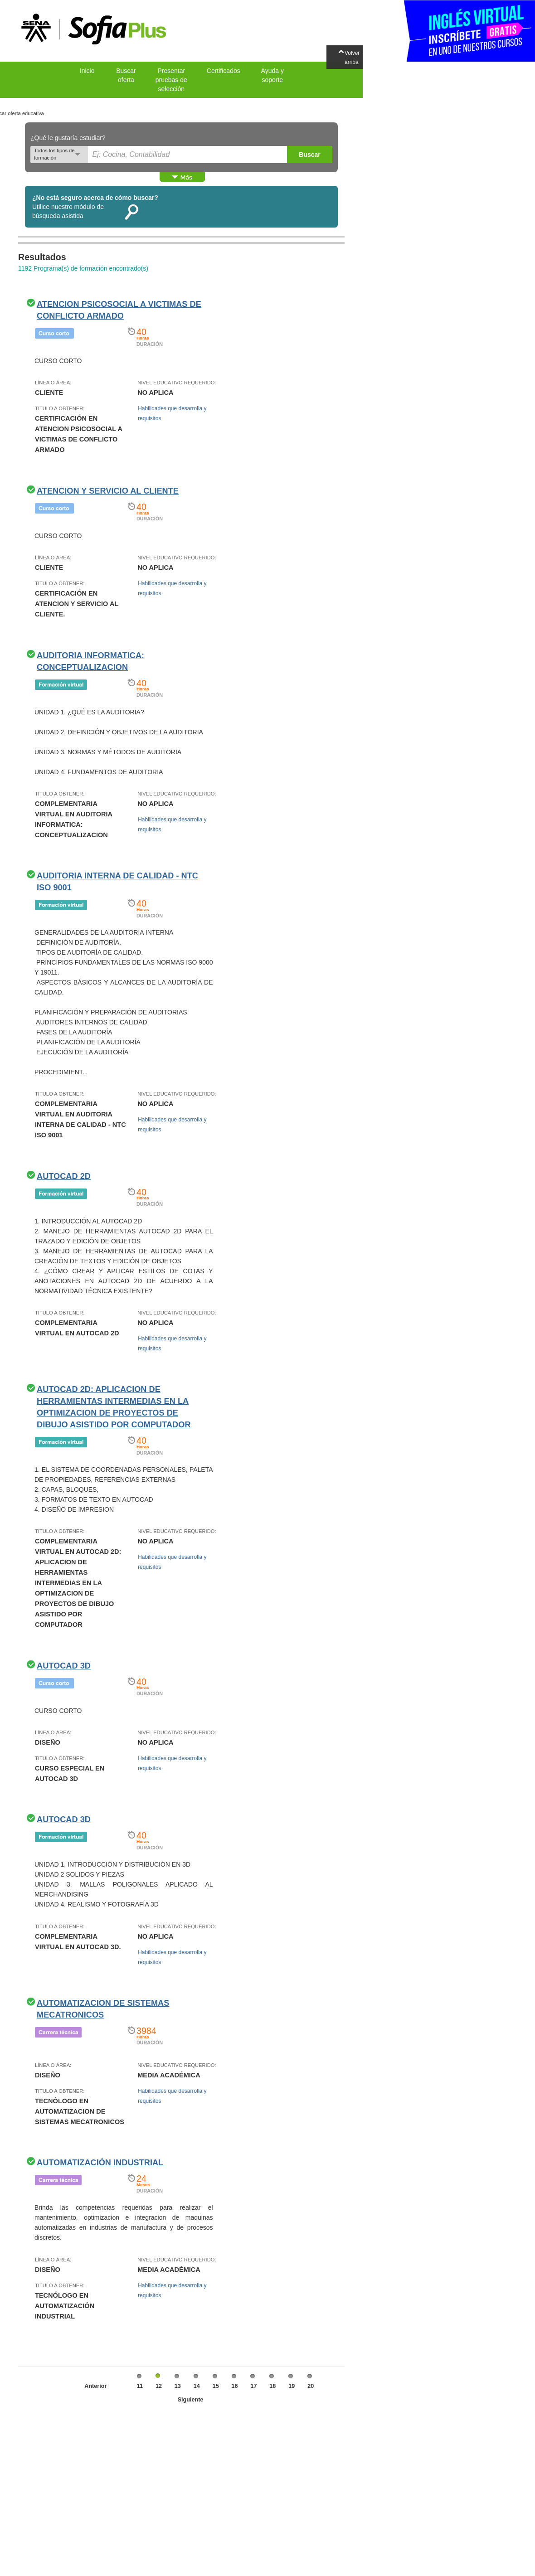 SENA
Sofia Plus
INGLÉS VIRTUAL
INSCRÍBETE GRATIS
EN UNO DE NUESTROS CURSOS
Volver
arriba
Inicio
Buscar
oferta
Presentar
pruebas de
selección
Certificados
Ayuda y
soporte
car oferta educativa
¿Qué le gustaría estudiar?
Todos los tipos de
formación
Ej: Cocina, Contabilidad
Buscar
Más
¿No está seguro acerca de cómo buscar?
Utilice nuestro módulo de
búsqueda asistida
Resultados
1192 Programa(s) de formación encontrado(s)
ATENCION PSICOSOCIAL A VICTIMAS DE
CONFLICTO ARMADO
Curso corto
40
Horas
DURACIÓN
CURSO CORTO
LÍNEA O ÁREA:
CLIENTE
NIVEL EDUCATIVO REQUERIDO:
NO APLICA
TITULO A OBTENER:
CERTIFICACIÓN EN
ATENCION PSICOSOCIAL A
VICTIMAS DE CONFLICTO
ARMADO
Habilidades que desarrolla y
requisitos
ATENCION Y SERVICIO AL CLIENTE
Curso corto
40
Horas
DURACIÓN
CURSO CORTO
LÍNEA O ÁREA:
CLIENTE
NIVEL EDUCATIVO REQUERIDO:
NO APLICA
TITULO A OBTENER:
CERTIFICACIÓN EN
ATENCION Y SERVICIO AL
CLIENTE.
Habilidades que desarrolla y
requisitos
AUDITORIA INFORMATICA:
CONCEPTUALIZACION
Formación virtual
40
Horas
DURACIÓN
UNIDAD 1. ¿QUÉ ES LA AUDITORIA?
UNIDAD 2. DEFINICIÓN Y OBJETIVOS DE LA AUDITORIA
UNIDAD 3. NORMAS Y MÉTODOS DE AUDITORIA
UNIDAD 4. FUNDAMENTOS DE AUDITORIA
TITULO A OBTENER:
COMPLEMENTARIA
VIRTUAL EN AUDITORIA
INFORMATICA:
CONCEPTUALIZACION
NIVEL EDUCATIVO REQUERIDO:
NO APLICA
Habilidades que desarrolla y
requisitos
AUDITORIA INTERNA DE CALIDAD - NTC
ISO 9001
Formación virtual
40
Horas
DURACIÓN
GENERALIDADES DE LA AUDITORIA INTERNA
DEFINICIÓN DE AUDITORÍA.
TIPOS DE AUDITORÍA DE CALIDAD.
PRINCIPIOS FUNDAMENTALES DE LAS NORMAS ISO 9000
Y 19011,
ASPECTOS BÁSICOS Y ALCANCES DE LA AUDITORÍA DE
CALIDAD.
PLANIFICACIÓN Y PREPARACIÓN DE AUDITORIAS
AUDITORES INTERNOS DE CALIDAD
FASES DE LA AUDITORÍA
PLANIFICACIÓN DE LA AUDITORÍA
EJECUCIÓN DE LA AUDITORÍA
PROCEDIMIENT...
TITULO A OBTENER:
COMPLEMENTARIA
VIRTUAL EN AUDITORIA
INTERNA DE CALIDAD - NTC
ISO 9001
NIVEL EDUCATIVO REQUERIDO:
NO APLICA
Habilidades que desarrolla y
requisitos
AUTOCAD 2D
Formación virtual
40
Horas
DURACIÓN
1. INTRODUCCIÓN AL AUTOCAD 2D
2. MANEJO DE HERRAMIENTAS AUTOCAD 2D PARA EL
TRAZADO Y EDICIÓN DE OBJETOS
3. MANEJO DE HERRAMIENTAS DE AUTOCAD PARA LA
CREACIÓN DE TEXTOS Y EDICIÓN DE OBJETOS
4. ¿CÓMO CREAR Y APLICAR ESTILOS DE COTAS Y
ANOTACIONES EN AUTOCAD 2D DE ACUERDO A LA
NORMATIVIDAD TÉCNICA EXISTENTE?
TITULO A OBTENER:
COMPLEMENTARIA
VIRTUAL EN AUTOCAD 2D
NIVEL EDUCATIVO REQUERIDO:
NO APLICA
Habilidades que desarrolla y
requisitos
AUTOCAD 2D: APLICACION DE
HERRAMIENTAS INTERMEDIAS EN LA
OPTIMIZACION DE PROYECTOS DE
DIBUJO ASISTIDO POR COMPUTADOR
Formación virtual
40
Horas
DURACIÓN
1. EL SISTEMA DE COORDENADAS PERSONALES, PALETA
DE PROPIEDADES, REFERENCIAS EXTERNAS
2. CAPAS, BLOQUES,
3. FORMATOS DE TEXTO EN AUTOCAD
4. DISEÑO DE IMPRESION
TITULO A OBTENER:
COMPLEMENTARIA
VIRTUAL EN AUTOCAD 2D:
APLICACION DE
HERRAMIENTAS
INTERMEDIAS EN LA
OPTIMIZACION DE
PROYECTOS DE DIBUJO
ASISTIDO POR
COMPUTADOR
NIVEL EDUCATIVO REQUERIDO:
NO APLICA
Habilidades que desarrolla y
requisitos
AUTOCAD 3D
Curso corto
40
Horas
DURACIÓN
CURSO CORTO
LÍNEA O ÁREA:
DISEÑO
NIVEL EDUCATIVO REQUERIDO:
NO APLICA
TITULO A OBTENER:
CURSO ESPECIAL EN
AUTOCAD 3D
Habilidades que desarrolla y
requisitos
AUTOCAD 3D
Formación virtual
40
Horas
DURACIÓN
UNIDAD 1, INTRODUCCIÓN Y DISTRIBUCIÓN EN 3D
UNIDAD 2 SOLIDOS Y PIEZAS
UNIDAD 3. MALLAS POLIGONALES APLICADO AL
MERCHANDISING
UNIDAD 4. REALISMO Y FOTOGRAFÍA 3D
TITULO A OBTENER:
COMPLEMENTARIA
VIRTUAL EN AUTOCAD 3D.
NIVEL EDUCATIVO REQUERIDO:
NO APLICA
Habilidades que desarrolla y
requisitos
AUTOMATIZACION DE SISTEMAS
MECATRONICOS
Carrera técnica
3984
Horas
DURACIÓN
LÍNEA O ÁREA:
DISEÑO
NIVEL EDUCATIVO REQUERIDO:
MEDIA ACADÉMICA
TITULO A OBTENER:
TECNÓLOGO EN
AUTOMATIZACION DE
SISTEMAS MECATRONICOS
Habilidades que desarrolla y
requisitos
AUTOMATIZACIÓN INDUSTRIAL
Carrera técnica
24
Meses
DURACIÓN
Brinda las competencias requeridas para realizar el
mantenimiento, optimizacion e integracion de maquinas
automatizadas en industrias de manufactura y de procesos
discretos.
LÍNEA O ÁREA:
DISEÑO
NIVEL EDUCATIVO REQUERIDO:
MEDIA ACADÉMICA
TITULO A OBTENER:
TECNÓLOGO EN
AUTOMATIZACIÓN
INDUSTRIAL
Habilidades que desarrolla y
requisitos
Anterior 11 12 13 14 15 16 17 18 19 20
Siguiente